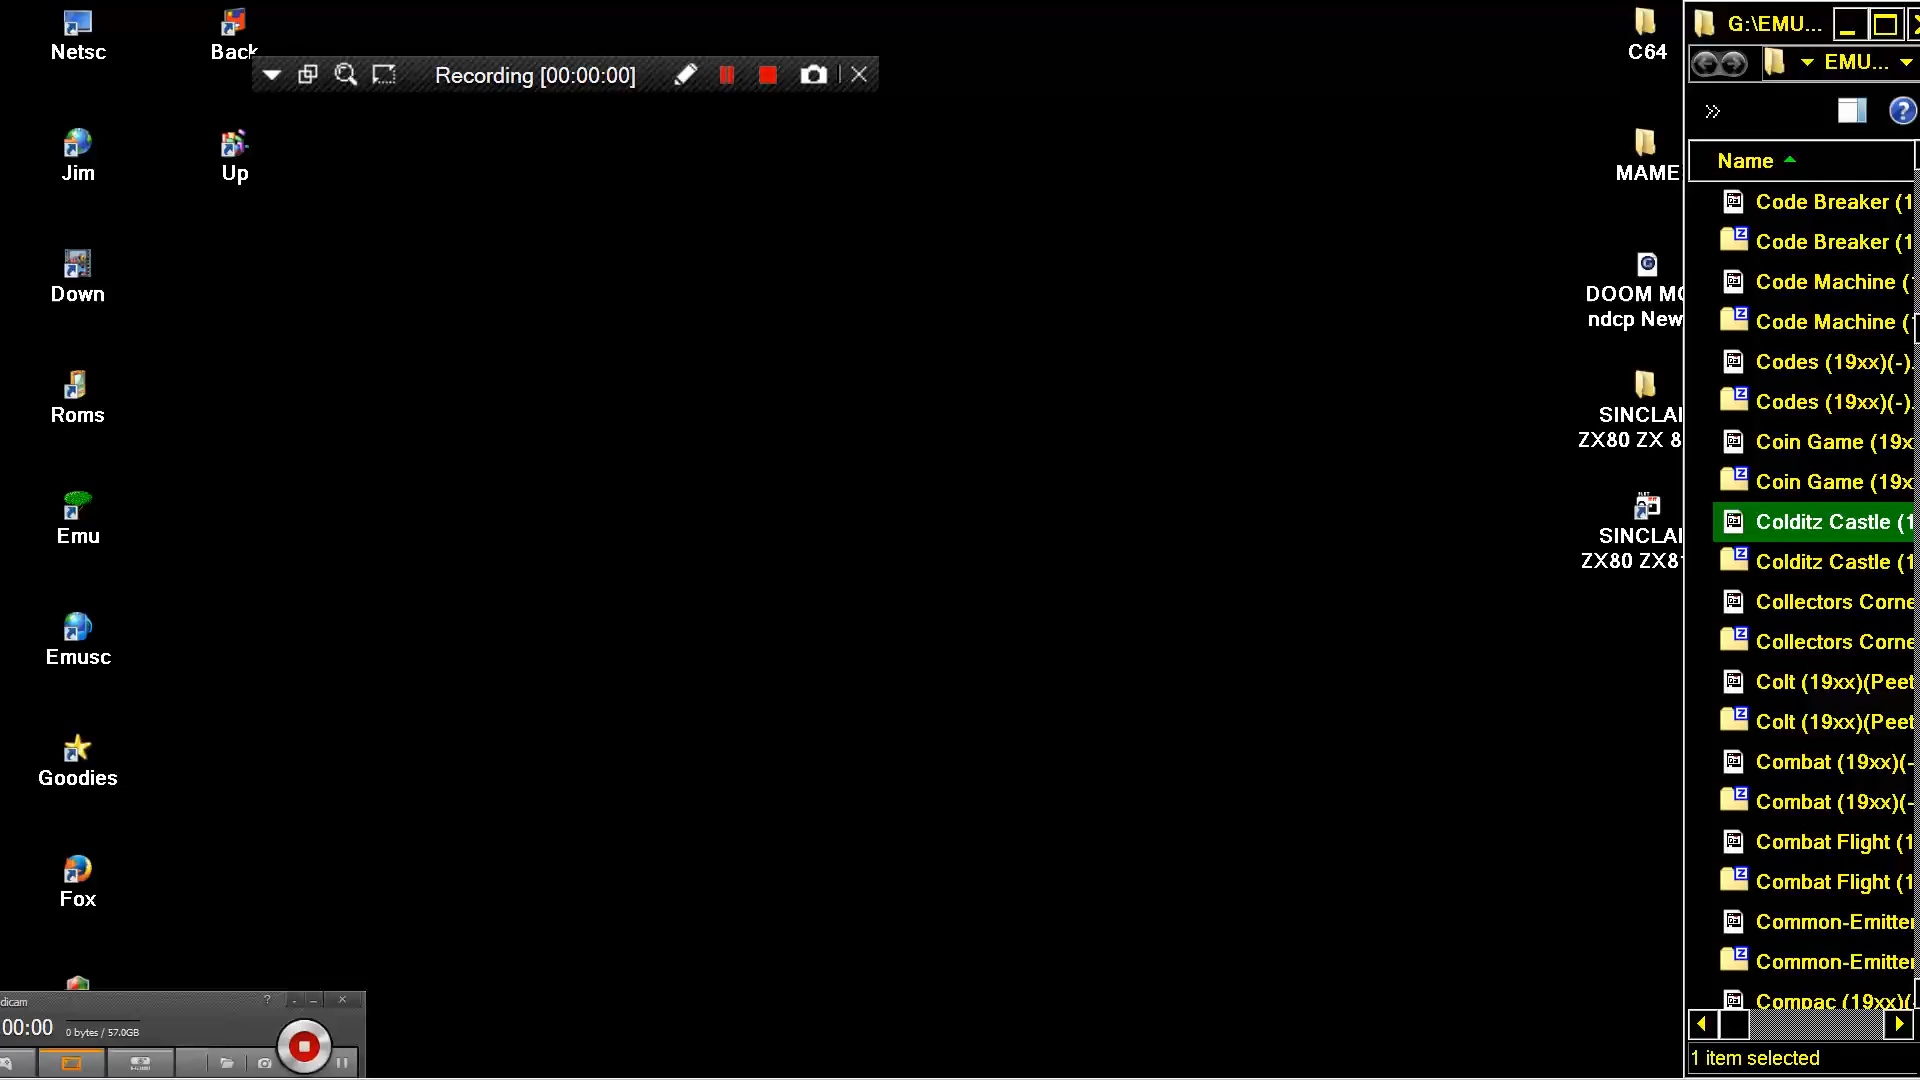 Netsc
Back
Jim
Up
Down
Roms
Emu
Emusc
Goodies
Fox
Recording [00:00:00]
C64
MAME
DOOM MO
ndcp New
SINCLAI
ZX80 ZX 8
SINCLAI
ZX80 ZX81
G:\EMU...
EMU...
Name
Code Breaker (1
Code Breaker (1
Code Machine (
Code Machine (
Codes (19xx)(-).
Codes (19xx)(-).
Coin Game (19x
Coin Game (19x
Colditz Castle (1
Colditz Castle (1
Collectors Corne
Collectors Corne
Colt (19xx)(Peet
Colt (19xx)(Peet
Combat (19xx)(-
Combat (19xx)(-
Combat Flight (1
Combat Flight (1
Common-Emitter
Common-Emitter
Compac (19xx)(
1 item selected
dicam
00:00
0 bytes / 57.0GB